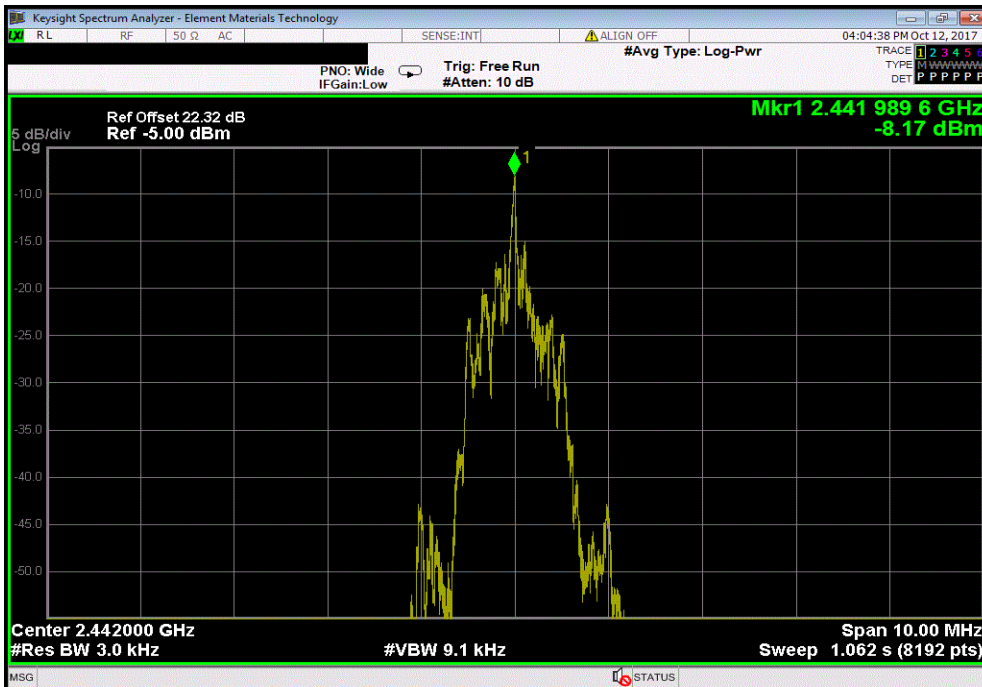 Keysight Spectrum Analyzer - Element Materials Technology
LXI RL RF 50 Ω AC SENSE:INT ALIGN OFF 04:04:38 PM Oct 12, 2017
#Avg Type: Log-Pwr TRACE 1 2 3 4 5 6
PNO: Wide Trig: Free Run TYPE M WWWWW
IFGain:Low #Atten: 10 dB DET P P P P P P
Mkr1 2.441 989 6 GHz
-8.17 dBm
Ref Offset 22.32 dB
5 dB/div Ref -5.00 dBm
Log
1
-10.0
-15.0
-20.0
-25.0
-30.0
-35.0
-40.0
-45.0
-50.0
Center 2.442000 GHz Span 10.00 MHz
#Res BW 3.0 kHz #VBW 9.1 kHz Sweep 1.062 s (8192 pts)
MSG STATUS